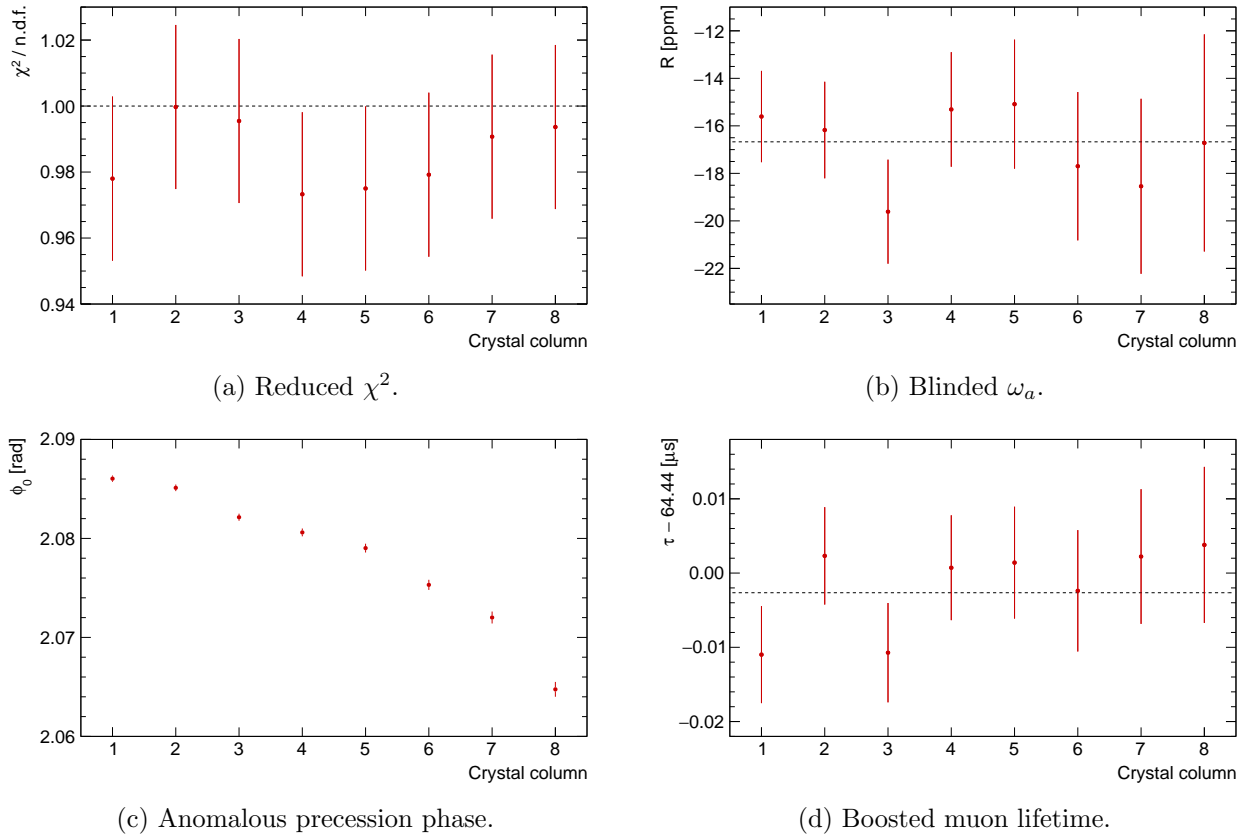 χ² / n.d.f.
1.02
1.00
0.98
0.96
0.94
1 2 3 4 5 6 7 8
Crystal column
(a) Reduced χ².
R [ppm]
−12
−14
−16
−18
−20
−22
1 2 3 4 5 6 7 8
Crystal column
(b) Blinded ωₐ.
ϕ₀ [rad]
2.09
2.08
2.07
2.06
1 2 3 4 5 6 7 8
Crystal column
(c) Anomalous precession phase.
τ − 64.44 [μs]
0.01
0.00
−0.01
−0.02
1 2 3 4 5 6 7 8
Crystal column
(d) Boosted muon lifetime.